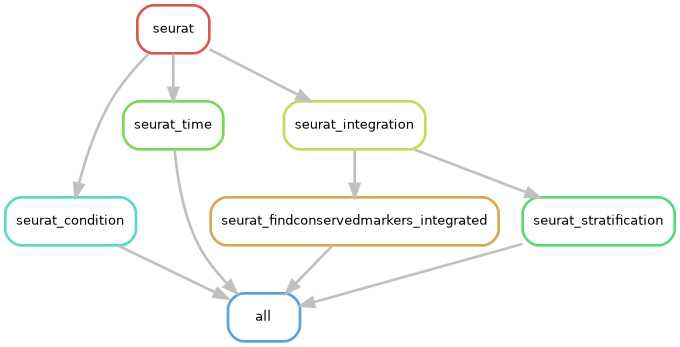 seurat
seurat_time
seurat_integration
seurat_condition
seurat_findconservedmarkers_integrated
seurat_stratification
all